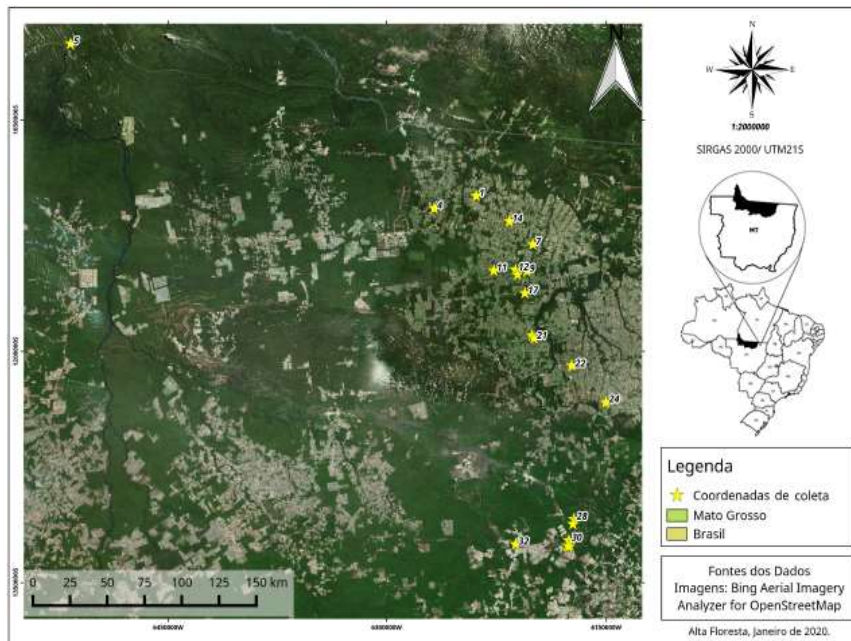 5
N
1
4
14
7
11
12
9
17
21
22
24
28
30
32
0 25 50 75 100 125 150 km
N
W E
S
1:2000000
SIRGAS 2000/ UTM21S
MT
Legenda
Coordenadas de coleta
Mato Grosso
Brasil
Fontes dos Dados
Imagens: Bing Aerial Imagery
Analyzer for OpenStreetMap
Alta Floresta, Janeiro de 2020.